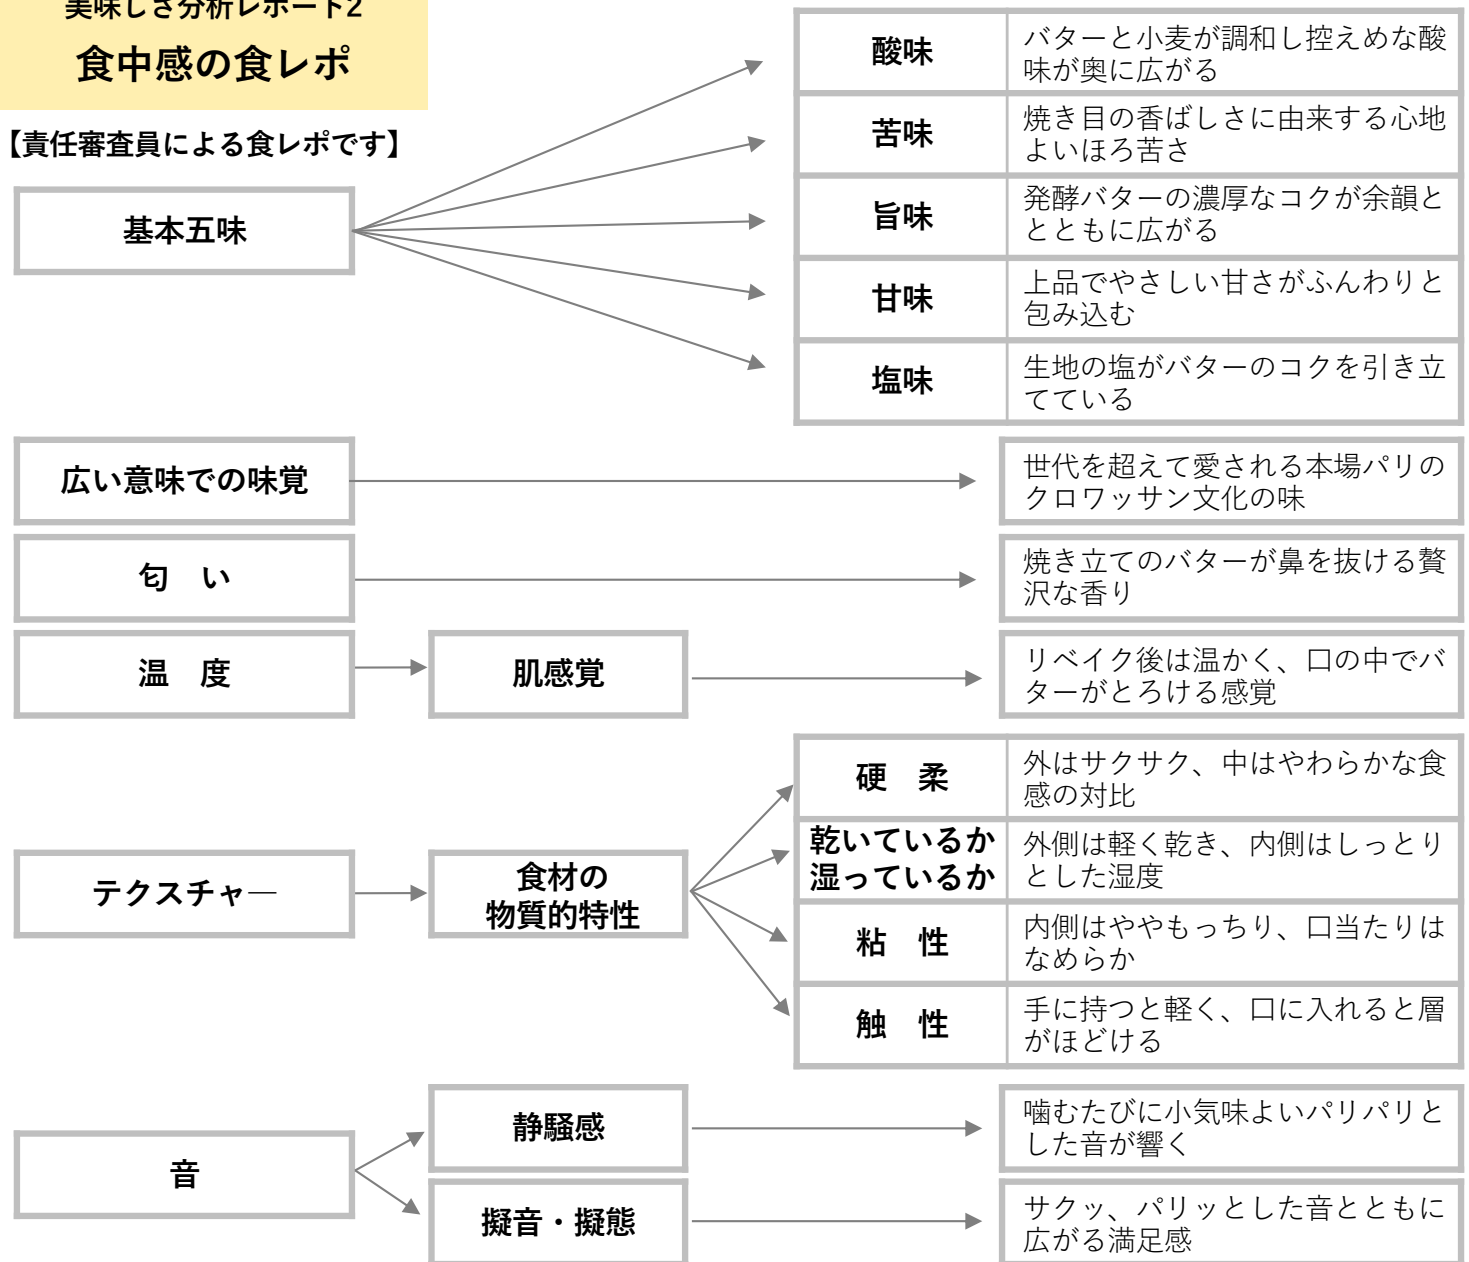 美味しさ分析レポート2
食中感の食レポ
【責任審査員による食レポです】
基本五味
酸味
バターと小麦が調和し控えめな酸
味が奥に広がる
苦味
焼き目の香ばしさに由来する心地
よいほろ苦さ
旨味
発酵バターの濃厚なコクが余韻と
とともに広がる
甘味
上品でやさしい甘さがふんわりと
包み込む
塩味
生地の塩がバターのコクを引き立
てている
広い意味での味覚
世代を超えて愛される本場パリの
クロワッサン文化の味
匂　い
焼き立てのバターが鼻を抜ける贅
沢な香り
温　度
肌感覚
リベイク後は温かく、口の中でバ
ターがとろける感覚
テクスチャ―
食材の
物質的特性
硬　柔
外はサクサク、中はやわらかな食
感の対比
乾いているか
湿っているか
外側は軽く乾き、内側はしっとり
とした湿度
粘　性
内側はややもっちり、口当たりは
なめらか
触　性
手に持つと軽く、口に入れると層
がほどける
音
静騒感
噛むたびに小気味よいパリパリと
した音が響く
擬音・擬態
サクッ、パリッとした音とともに
広がる満足感